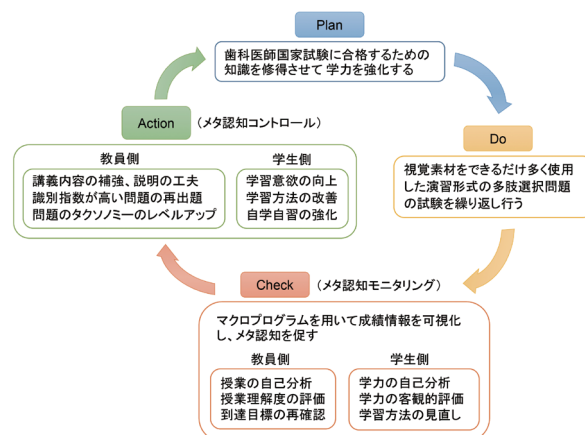 Plan
歯科医師国家試験に合格するための
知識を修得させて 学力を強化する
Action （メタ認知コントロール）
教員側
講義内容の補強、説明の工夫
識別指数が高い問題の再出題
問題のタクソノミーのレベルアップ
学生側
学習意欲の向上
学習方法の改善
自学自習の強化
Do
視覚素材をできるだけ多く使用
した演習形式の多肢選択問題
の試験を繰り返し行う
Check （メタ認知モニタリング）
マクロプログラムを用いて成績情報を可視化
し、メタ認知を促す
教員側
授業の自己分析
授業理解度の評価
到達目標の再確認
学生側
学力の自己分析
学力の客観的評価
学習方法の見直し